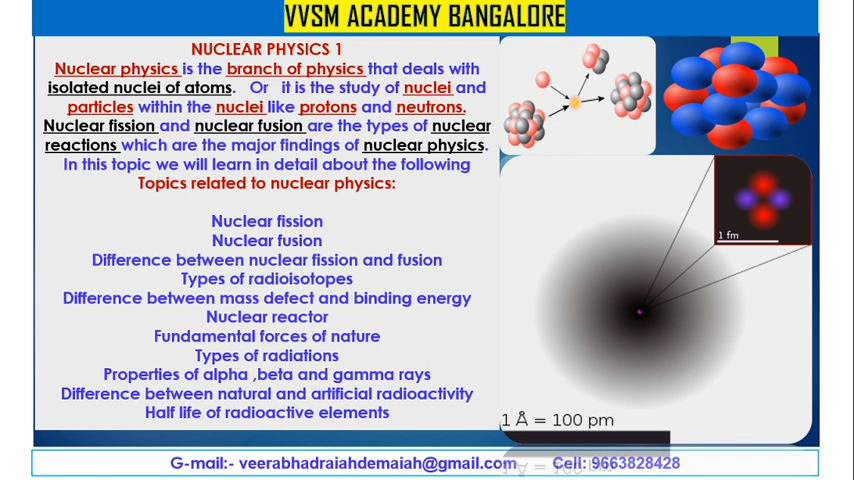 VVSM ACADEMY BANGALORE
NUCLEAR PHYSICS 1
Nuclear physics is the branch of physics that deals with
isolated nuclei of atoms. Or it is the study of nuclei and
particles within the nuclei like protons and neutrons.
Nuclear fission and nuclear fusion are the types of nuclear
reactions which are the major findings of nuclear physics.
In this topic we will learn in detail about the following
Topics related to nuclear physics:
Nuclear fission
Nuclear fusion
Difference between nuclear fission and fusion
Types of radioisotopes
Difference between mass defect and binding energy
Nuclear reactor
Fundamental forces of nature
Types of radiations
Properties of alpha ,beta and gamma rays
Difference between natural and artificial radioactivity
Half life of radioactive elements
1 fm
1 Å = 100 pm
G-mail:- veerabhadraiahdemaiah@gmail.com Cell: 9663828428